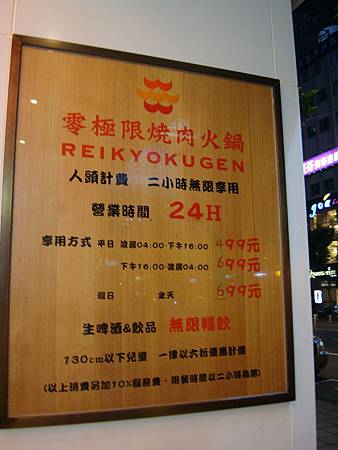 零極限燒肉火鍋
REIKYOKUGEN
人頭計費 二小時無限享用
營業時間 24H
享用方式 平日 凌晨04:00-下午16:00 499元
下午16:00-凌晨04:00 699元
假日 全天 699元
生啤酒&飲品 無限暢飲
130cm以下兒童 一律以六折優惠計價
(以上消費另加10%服務費，用餐時間以二小時為限)